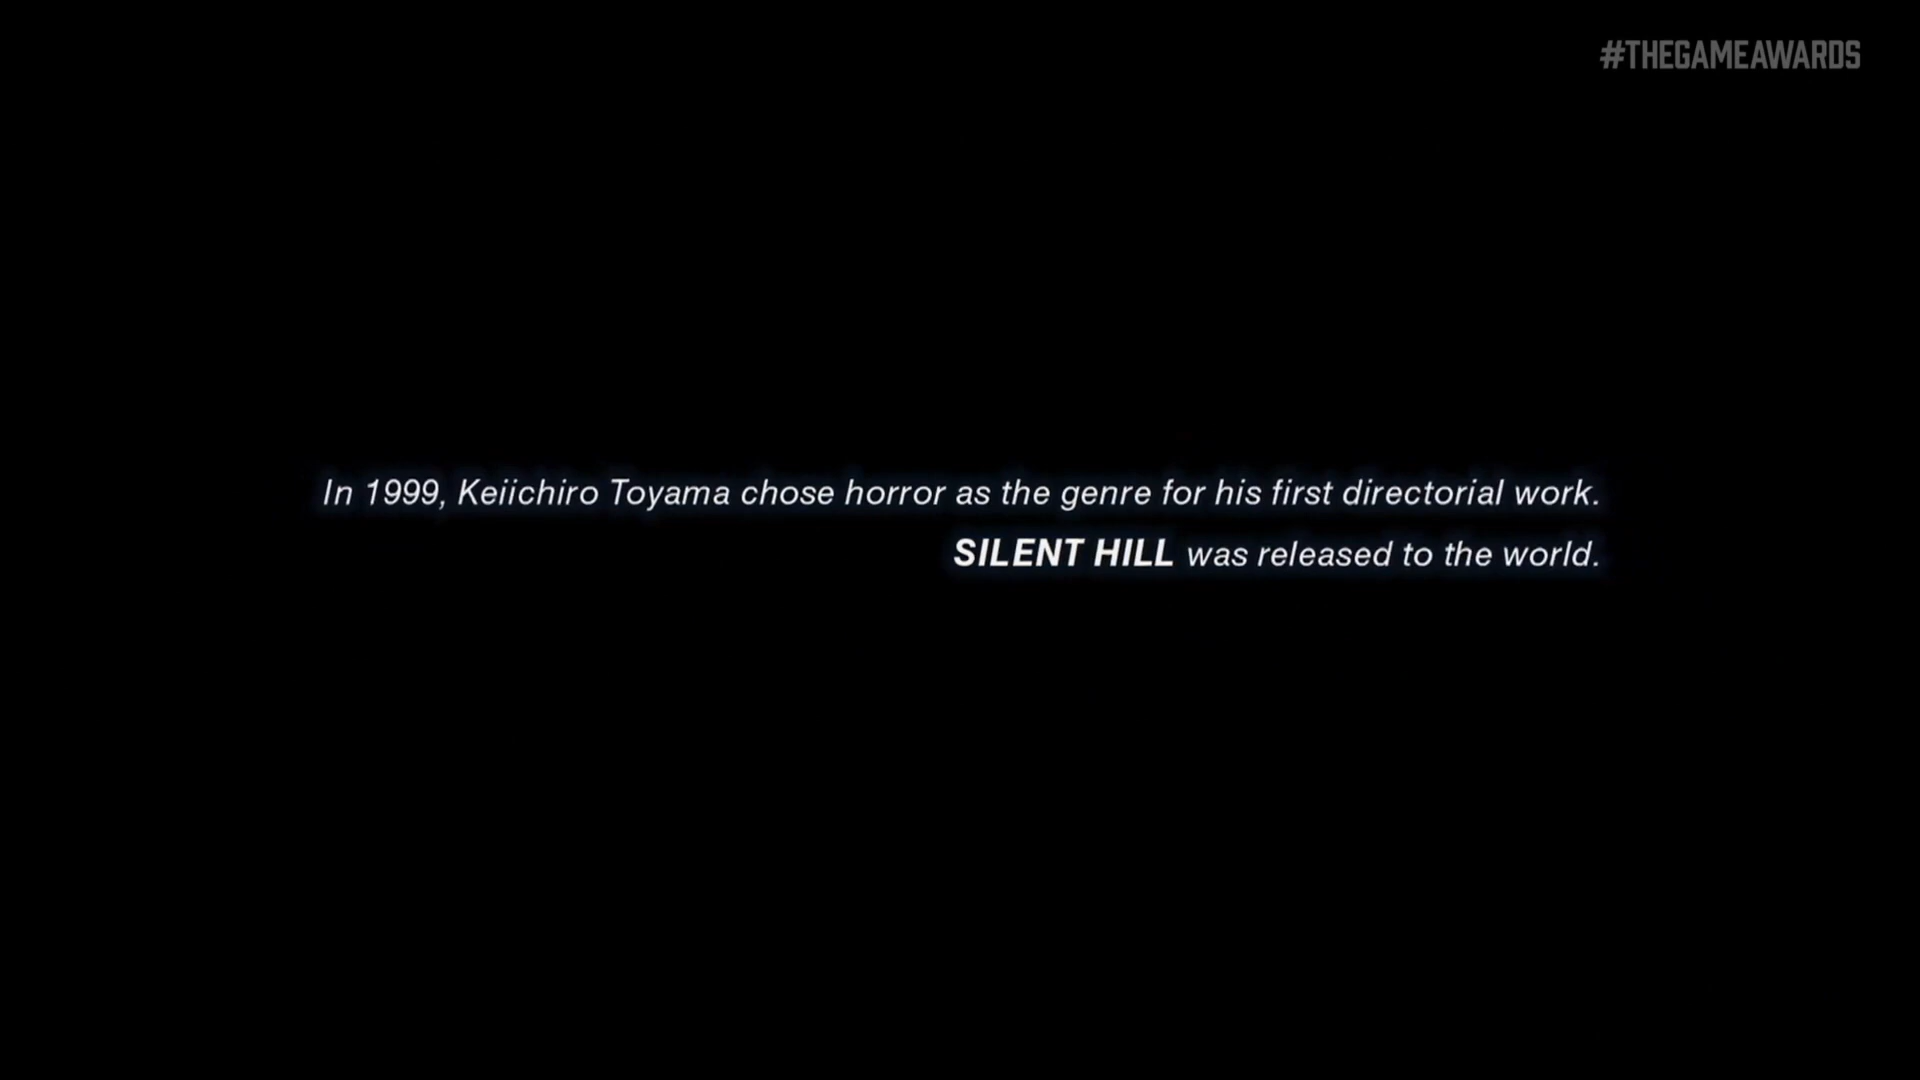 #THEGAMEAWARDS
In 1999, Keiichiro Toyama chose horror as the genre for his first directorial work.
SILENT HILL was released to the world.